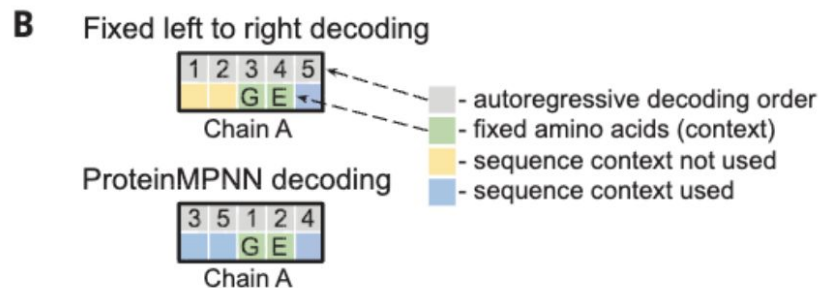 B
Fixed left to right decoding
1 2 3 4 5
G E
Chain A
- autoregressive decoding order
- fixed amino acids (context)
- sequence context not used
- sequence context used
ProteinMPNN decoding
3 5 1 2 4
G E
Chain A